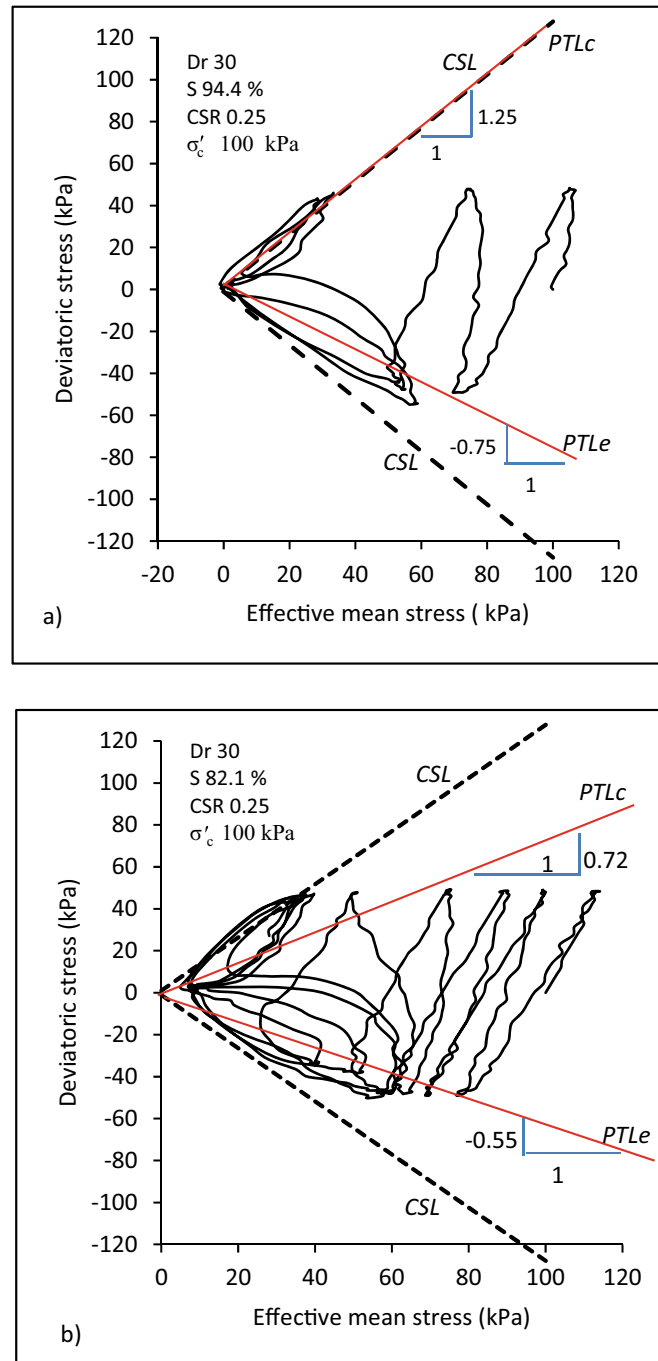 120
100
80
60
40
20
0
-20
-40
-60
-80
-100
-120
-20 0 20 40 60 80 100 120
Deviatoric stress (kPa)
Effective mean stress ( kPa)
Dr 30
S 94.4 %
CSR 0.25
σ′c 100 kPa
CSL
PTLc
1.25
1
-0.75
1
PTLe
CSL
a)
120
100
80
60
40
20
0
-20
-40
-60
-80
-100
-120
0 20 40 60 80 100 120
Deviatoric stress (kPa)
Effective mean stress (kPa)
Dr 30
S 82.1 %
CSR 0.25
σ′c 100 kPa
CSL
PTLc
1 0.72
-0.55
1
PTLe
CSL
b)